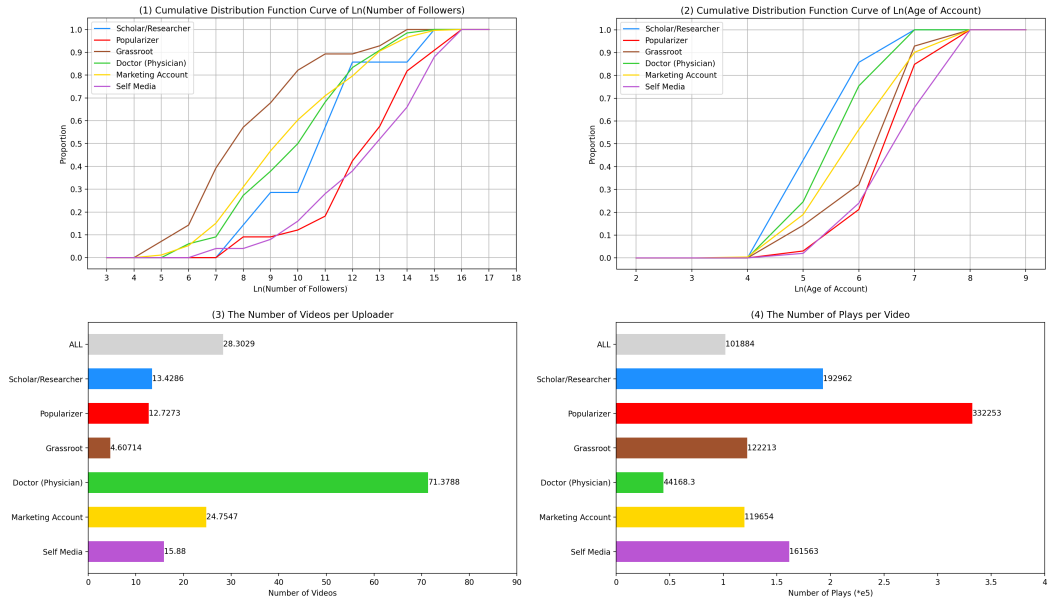 (1) Cumulative Distribution Function Curve of Ln(Number of Followers)
Scholar/Researcher
Popularizer
Grassroot
Doctor (Physician)
Marketing Account
Self Media
Proportion
1.0
0.9
0.8
0.7
0.6
0.5
0.4
0.3
0.2
0.1
0.0
3 4 5 6 7 8 9 10 11 12 13 14 15 16 17 18
Ln(Number of Followers)
(2) Cumulative Distribution Function Curve of Ln(Age of Account)
Scholar/Researcher
Popularizer
Grassroot
Doctor (Physician)
Marketing Account
Self Media
Proportion
1.0
0.9
0.8
0.7
0.6
0.5
0.4
0.3
0.2
0.1
0.0
2 3 4 5 6 7 8 9
Ln(Age of Account)
(3) The Number of Videos per Uploader
ALL 28.3029
Scholar/Researcher 13.4286
Popularizer 12.7273
Grassroot 4.60714
Doctor (Physician) 71.3788
Marketing Account 24.7547
Self Media 15.88
0 10 20 30 40 50 60 70 80 90
Number of Videos
(4) The Number of Plays per Video
ALL 101884
Scholar/Researcher 192962
Popularizer 332253
Grassroot 122213
Doctor (Physician) 44168.3
Marketing Account 119654
Self Media 161563
0 0.5 1 1.5 2 2.5 3 3.5 4
Number of Plays (*e5)